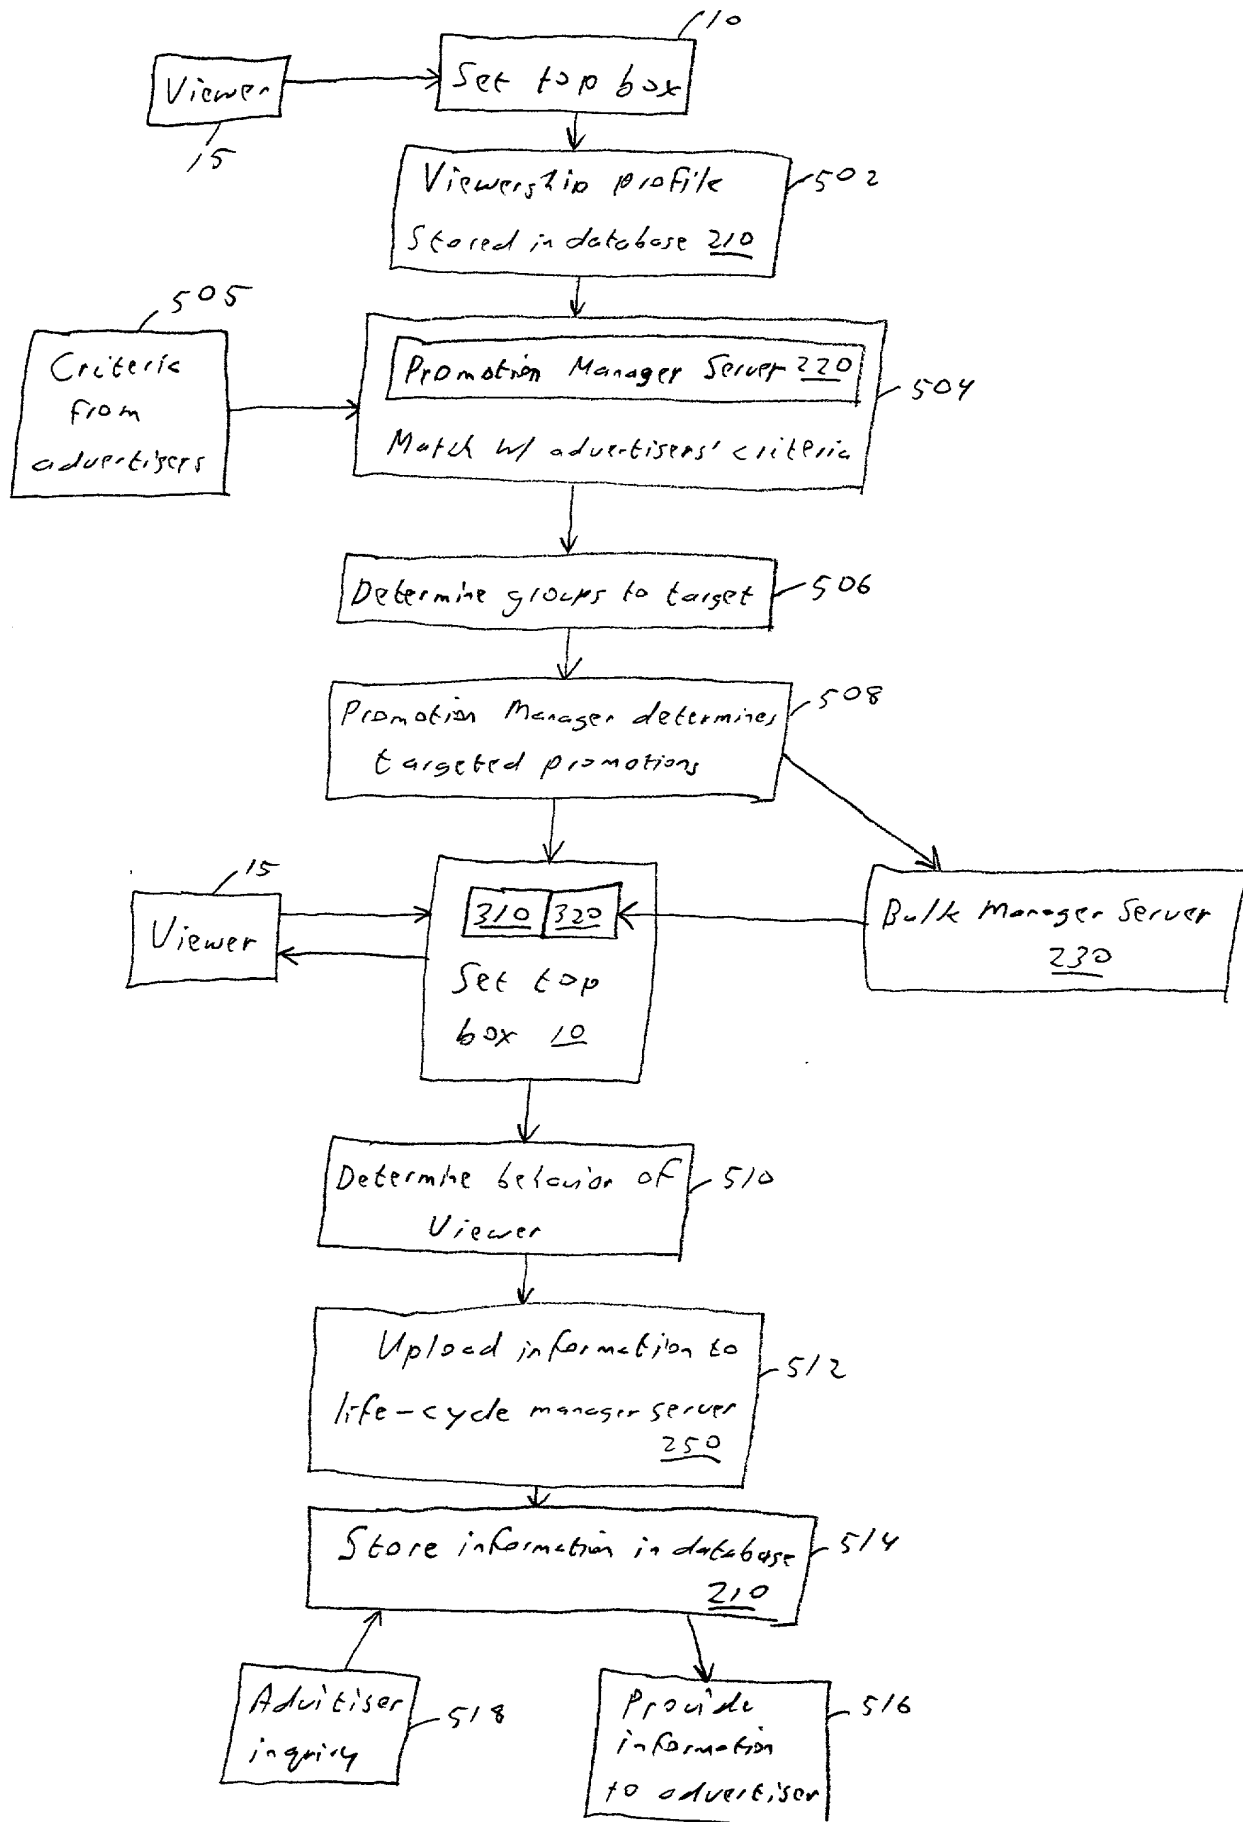 10
Viewer
Set top box
15
Viewership profile
Stored in database 210
502
505
Criteria
from
advertisers
Promotion Manager Server 220
Match w/ advertisers' criteria
504
Determine groups to target
506
Promotion Manager determines
targeted promotions
508
15
Viewer
310 320
Set top
box 10
Bulk Manager Server
230
Determine behavior of
Viewer
510
Upload information to
life-cycle manager server
250
512
Store information in database
210
514
Advitiser
inquiry
518
Provide
information
to advertiser
516